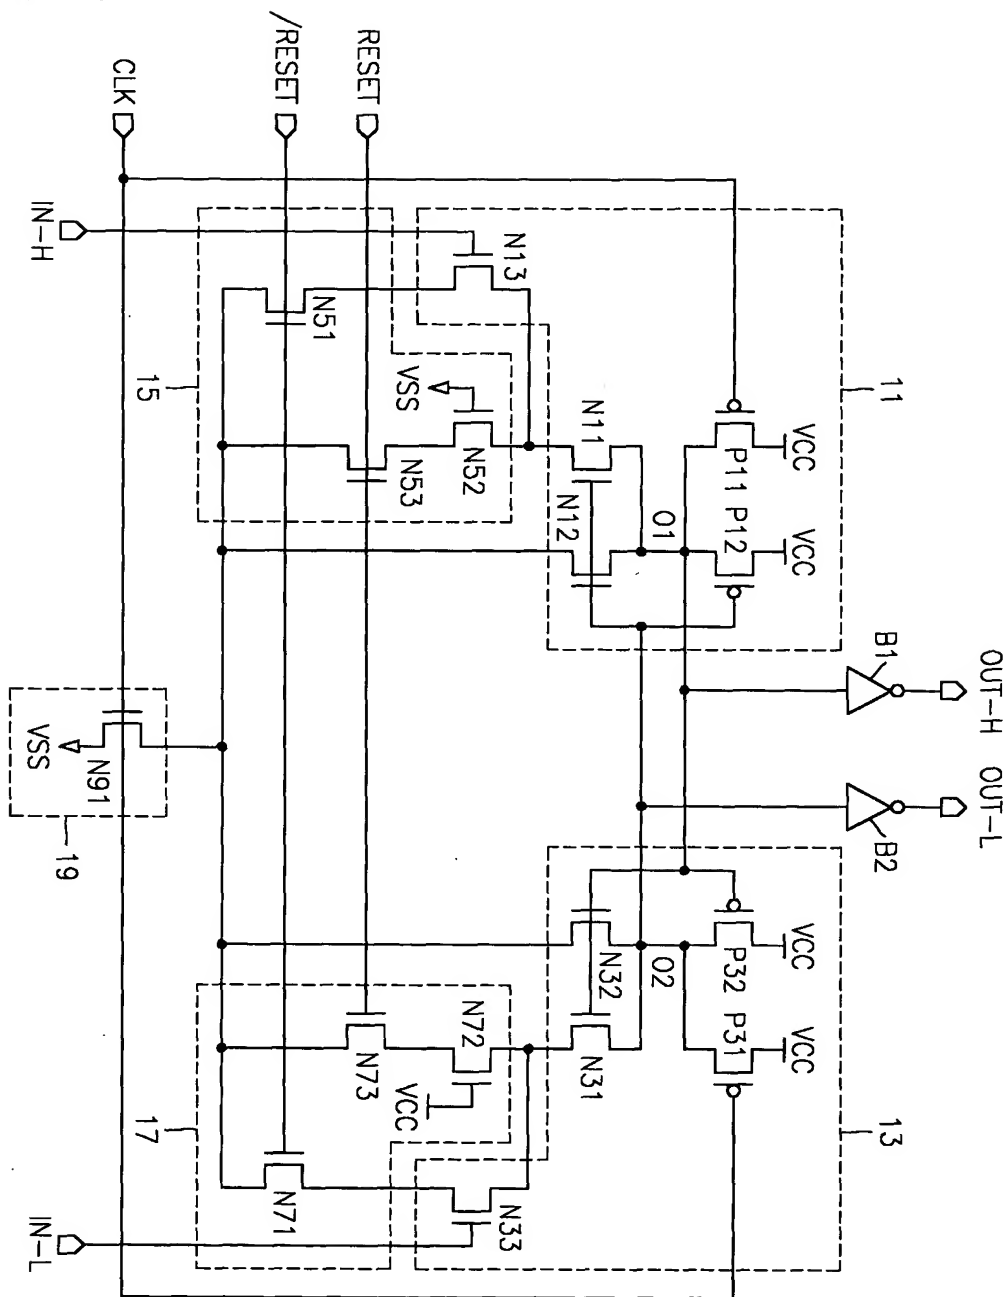 /RESET
RESET
CLK
IN-H
N13
N51
15
VSS
N52
N53
N11
N12
O1
11
VCC
P11
P12
VCC
B1
OUT-H
OUT-L
B2
VSS
N91
19
VCC
P32
P31
VCC
N32
O2
N31
N72
N73
VCC
17
13
N71
N33
IN-L